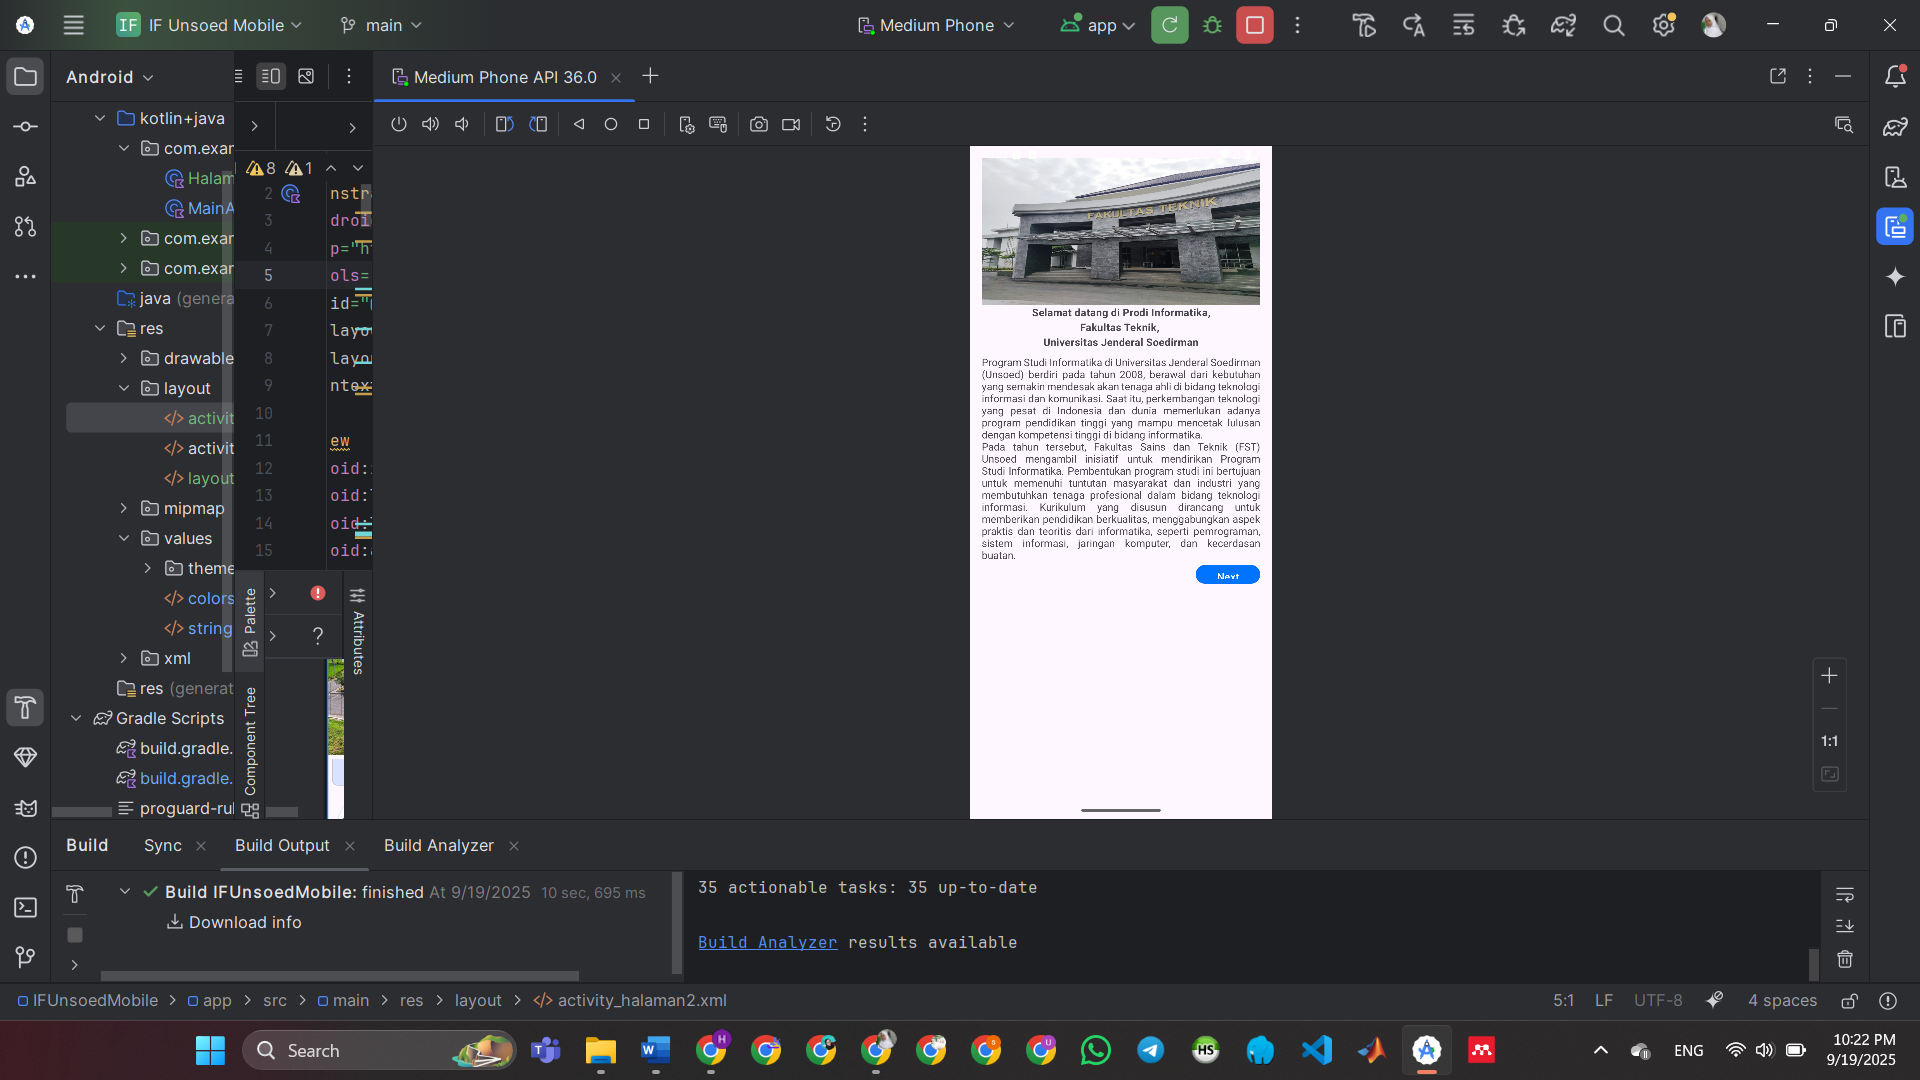 IF
IF Unsoed Mobile
main
Medium Phone
app
Android
Medium Phone API 36.0
kotlin+java
com.exar
Halam
MainA
com.exar
com.exar
java (genera
res
drawable
layout
activit
activit
layout
mipmap
values
theme
colors
string
xml
res (generat
Gradle Scripts
build.gradle.
build.gradle.
proguard-rul
8
1
2 nstr
3 droi
4 p="h
5 ols=
6 id="
7 layo
8 layo
9 ntex
10
11 ew
12 oid:
13 oid:
14 oid:
15 oid:
Palette
Component Tree
?
Attributes
FAKULTAS TEKNIK
Selamat datang di Prodi Informatika,
Fakultas Teknik,
Universitas Jenderal Soedirman
Program Studi Informatika di Universitas Jenderal Soedirman
(Unsoed) berdiri pada tahun 2008, berawal dari kebutuhan
yang semakin mendesak akan tenaga ahli di bidang teknologi
informasi dan komunikasi. Saat itu, perkembangan teknologi
yang pesat di Indonesia dan dunia memerlukan adanya
program pendidikan tinggi yang mampu mencetak lulusan
dengan kompetensi tinggi di bidang informatika.
Pada tahun tersebut, Fakultas Sains dan Teknik (FST)
Unsoed mengambil inisiatif untuk mendirikan Program
Studi Informatika. Pembentukan program studi ini bertujuan
untuk memenuhi tuntutan masyarakat dan industri yang
membutuhkan tenaga profesional dalam bidang teknologi
informasi. Kurikulum yang disusun dirancang untuk
memberikan pendidikan berkualitas, menggabungkan aspek
praktis dan teoritis dari informatika, seperti pemrograman,
sistem informasi, jaringan komputer, dan kecerdasan
buatan.
Next
1:1
Build
Sync
Build Output
Build Analyzer
Build IFUnsoedMobile: finished At 9/19/2025 10 sec, 695 ms
Download info
35 actionable tasks: 35 up-to-date
Build Analyzer results available
IFUnsoedMobile > app > src > main > res > layout > activity_halaman2.xml
5:1 LF UTF-8 4 spaces
Search
HS
ENG
10:22 PM
9/19/2025